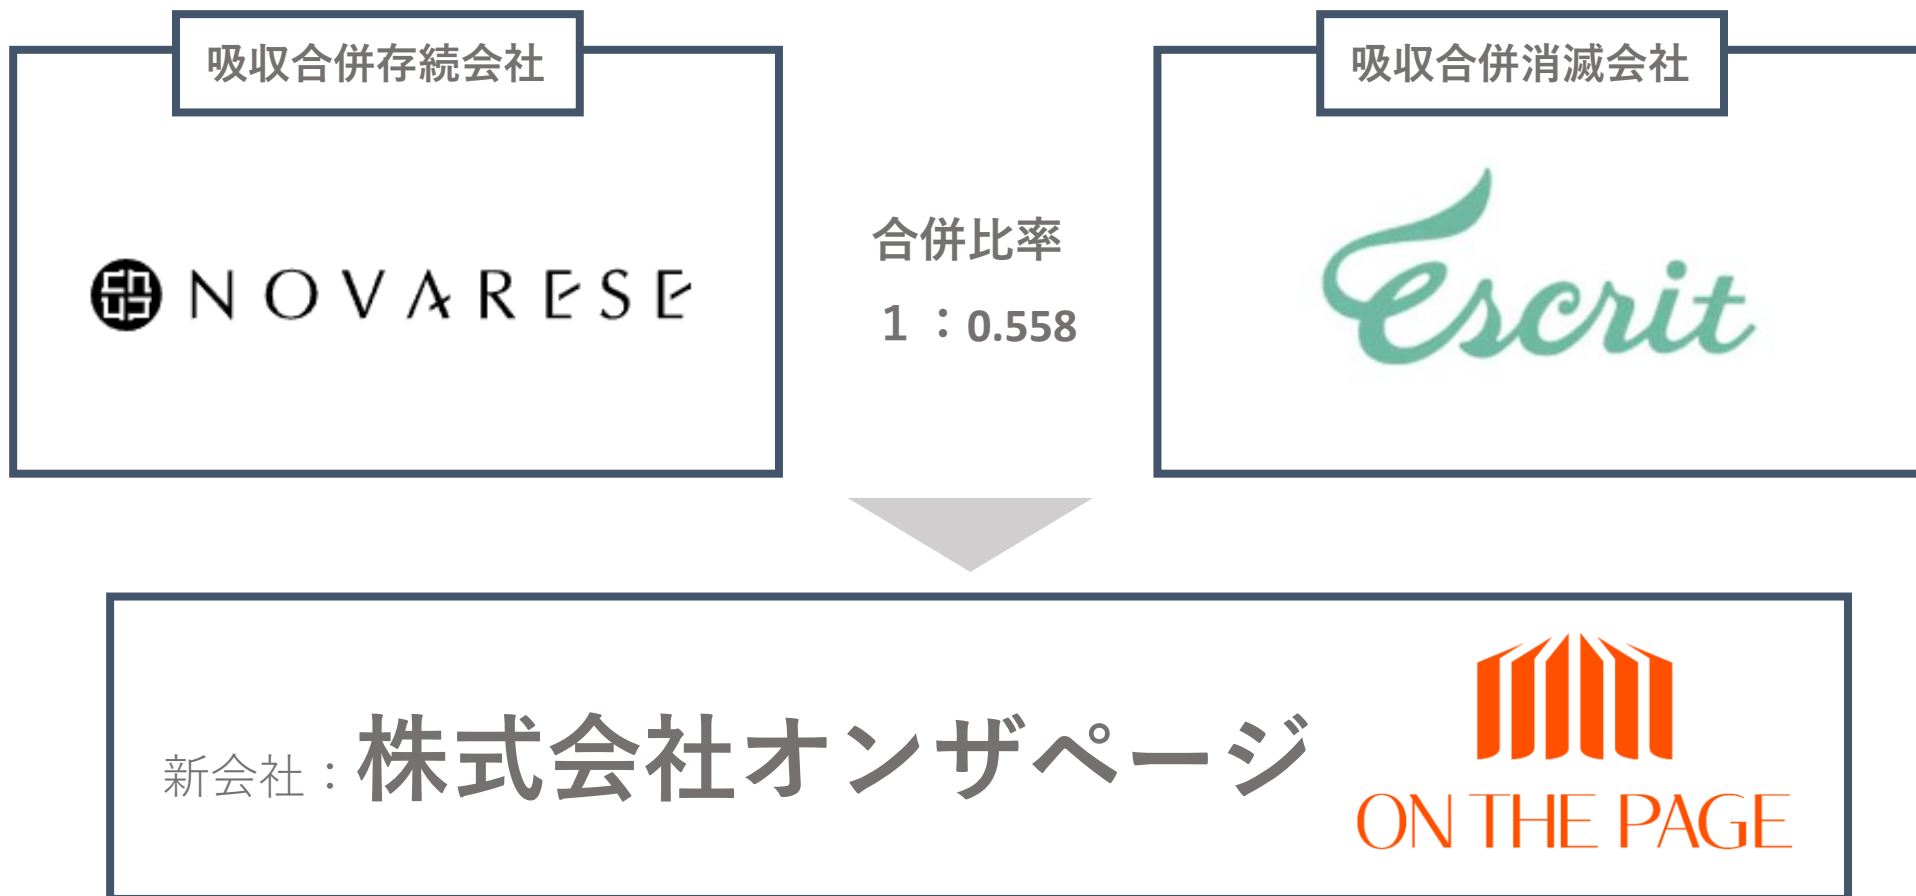 吸収合併存続会社
NOVARESE
合併比率
１：0.558
吸収合併消滅会社
Escrit
新会社：株式会社オンザページ
ON THE PAGE